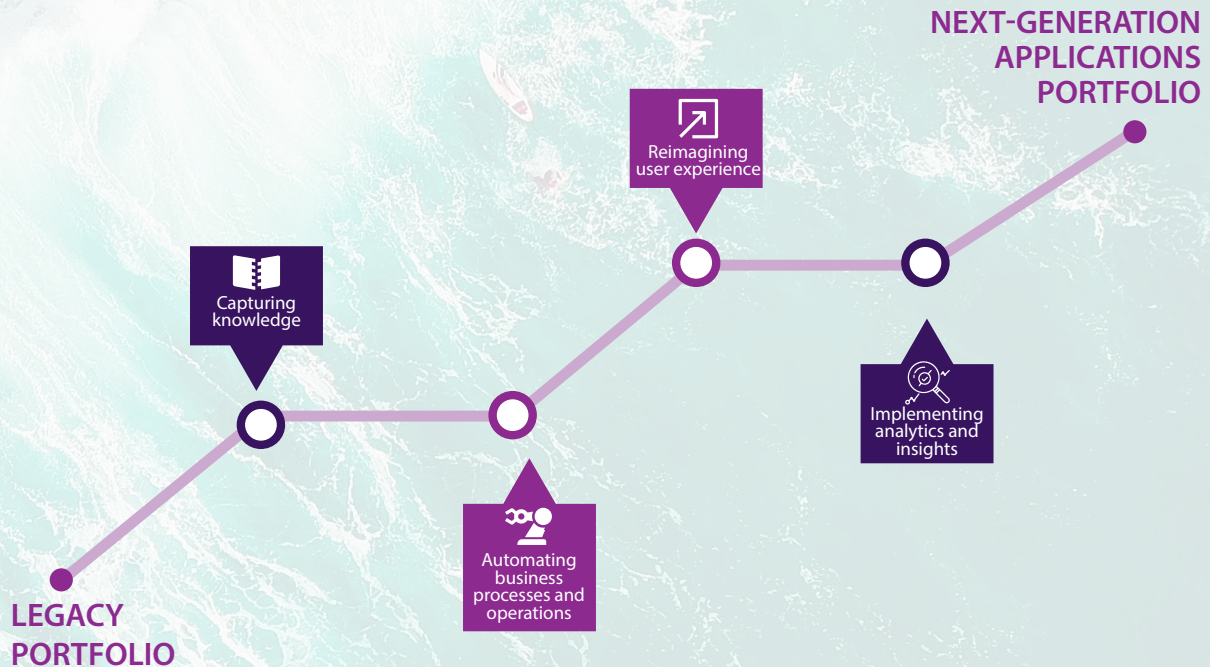 NEXT-GENERATION
APPLICATIONS
PORTFOLIO
Reimagining
user experience
Capturing
knowledge
Implementing
analytics and
insights
Automating
business
processes and
operations
LEGACY
PORTFOLIO